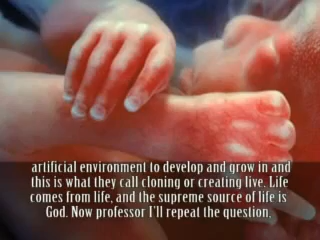 artificial environment to develop and grow in and
this is what they call cloning or creating live. Life
comes from life, and the supreme source of life is
God. Now professor I'll repeat the question.